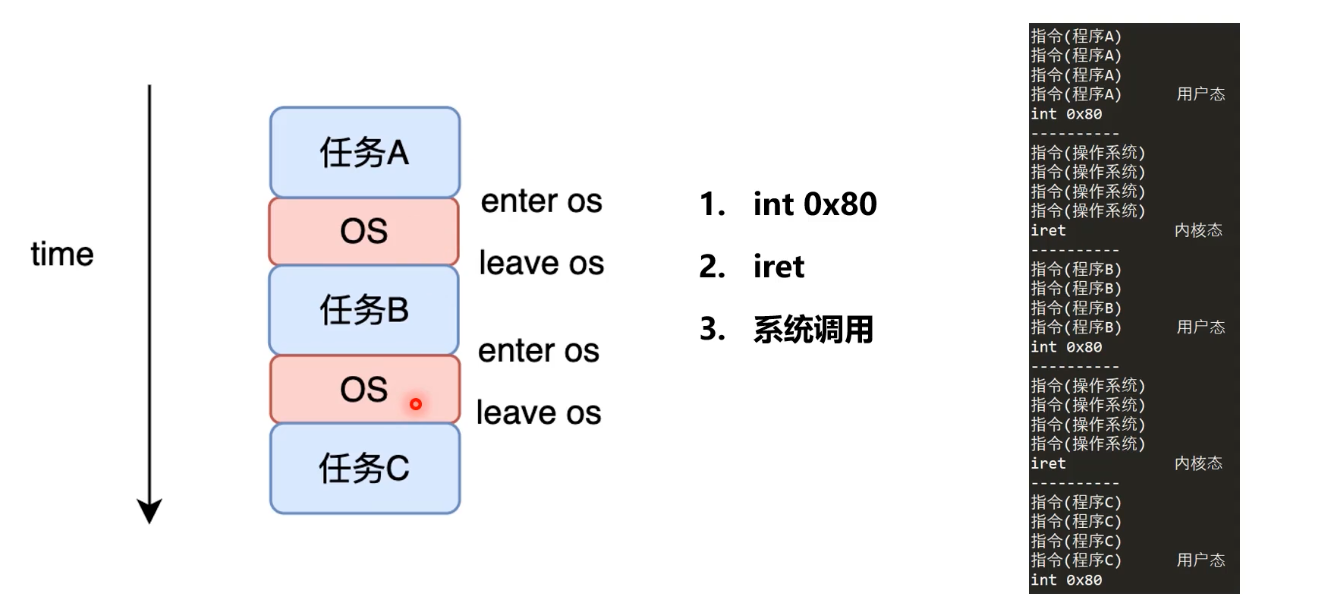 time
任务A
enter os
OS
leave os
任务B
enter os
OS
leave os
任务C
1. int 0x80
2. iret
3. 系统调用
指令(程序A)
指令(程序A)
指令(程序A)
指令(程序A) 用户态
int 0x80
----------
指令(操作系统)
指令(操作系统)
指令(操作系统)
指令(操作系统)
iret 内核态
----------
指令(程序B)
指令(程序B)
指令(程序B)
指令(程序B) 用户态
int 0x80
----------
指令(操作系统)
指令(操作系统)
指令(操作系统)
指令(操作系统)
iret 内核态
----------
指令(程序C)
指令(程序C)
指令(程序C)
指令(程序C) 用户态
int 0x80